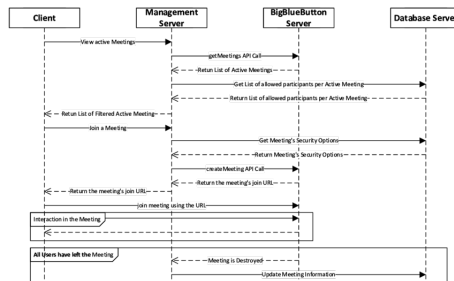 Client
Management
Server
BigBlueButton
Server
Database Server
View active Meetings
getMeetings API Call
Retun List of Active Meetings
Get List of allowed participants per Active Meeting
Return List of allowed participants per Active Meeting
Retun List of Filtered Active Meeting
Join a Meeting
Get Meeting's Security Options
Return Meeting's Security Options
createMeeting API Call
Return the meeting's join URL
Return the meeting's join URL
join meeting using the URL
Interaction in the Meeting
All Users have left the Meeting
Meeting is Destroyed
Update Meeting Information